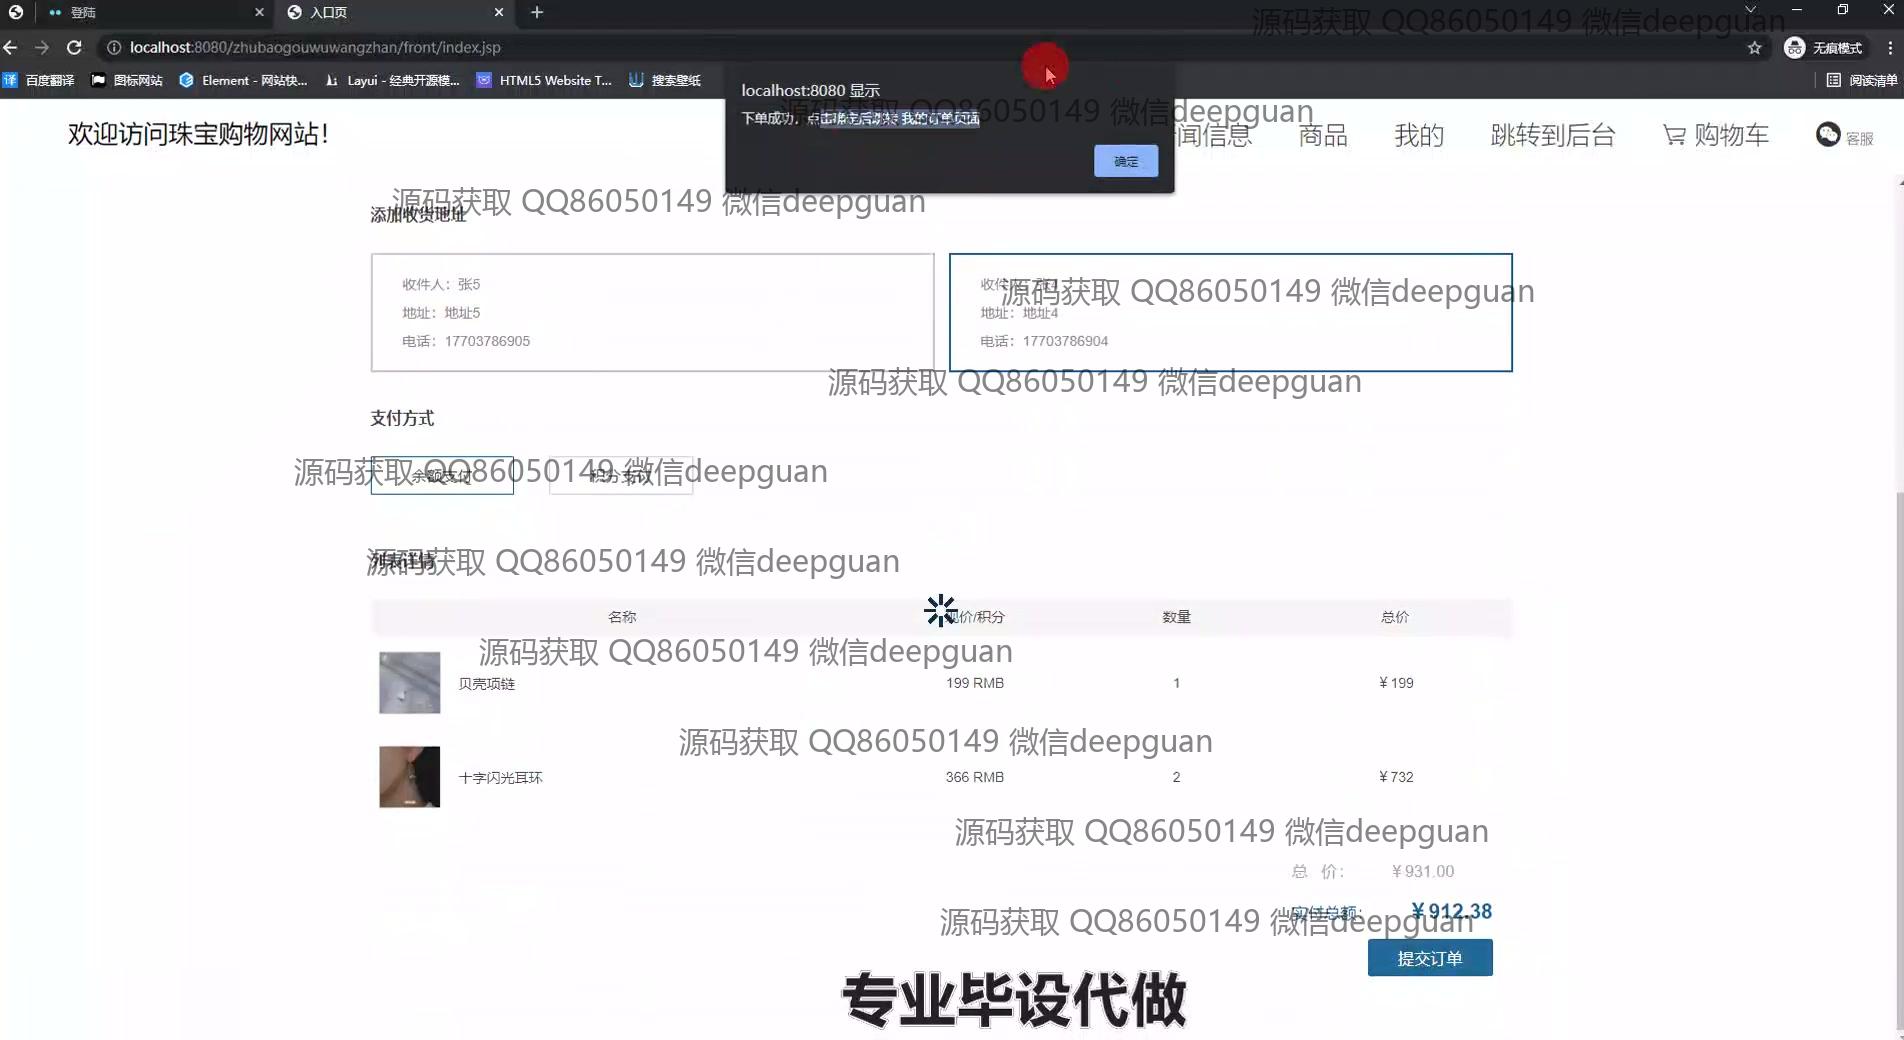 登陆
入口页
源码获取 QQ86050149 微信deepguan
localhost:8080/zhubaogouwuwangzhan/front/index.jsp
无痕模式
百度翻译
图标网站
Element - 网站快...
Layui - 经典开源模...
HTML5 Website T...
搜索壁纸
阅读清单
localhost:8080 显示
源码获取 QQ86050149 微信deepguan
下单成功，点击确定后跳转 我的订单页面
确定
欢迎访问珠宝购物网站！
闻信息
商品
我的
跳转到后台
购物车
客服
源码获取 QQ86050149 微信deepguan
添加收货地址
收件人：张5
地址：地址5
电话：17703786905
源码获取 QQ86050149 微信deepguan
收件人：张4
地址：地址4
电话：17703786904
源码获取 QQ86050149 微信deepguan
支付方式
源码获取 QQ86050149 微信deepguan
余额支付
积分支付
源码获取 QQ86050149 微信deepguan
列表详情
名称
现价/积分
数量
总价
源码获取 QQ86050149 微信deepguan
贝壳项链
199 RMB
1
¥ 199
源码获取 QQ86050149 微信deepguan
十字闪光耳环
366 RMB
2
¥ 732
源码获取 QQ86050149 微信deepguan
总 价：
¥ 931.00
源码获取 QQ86050149 微信deepguan
实付总额：
¥ 912.38
提交订单
专业毕设代做